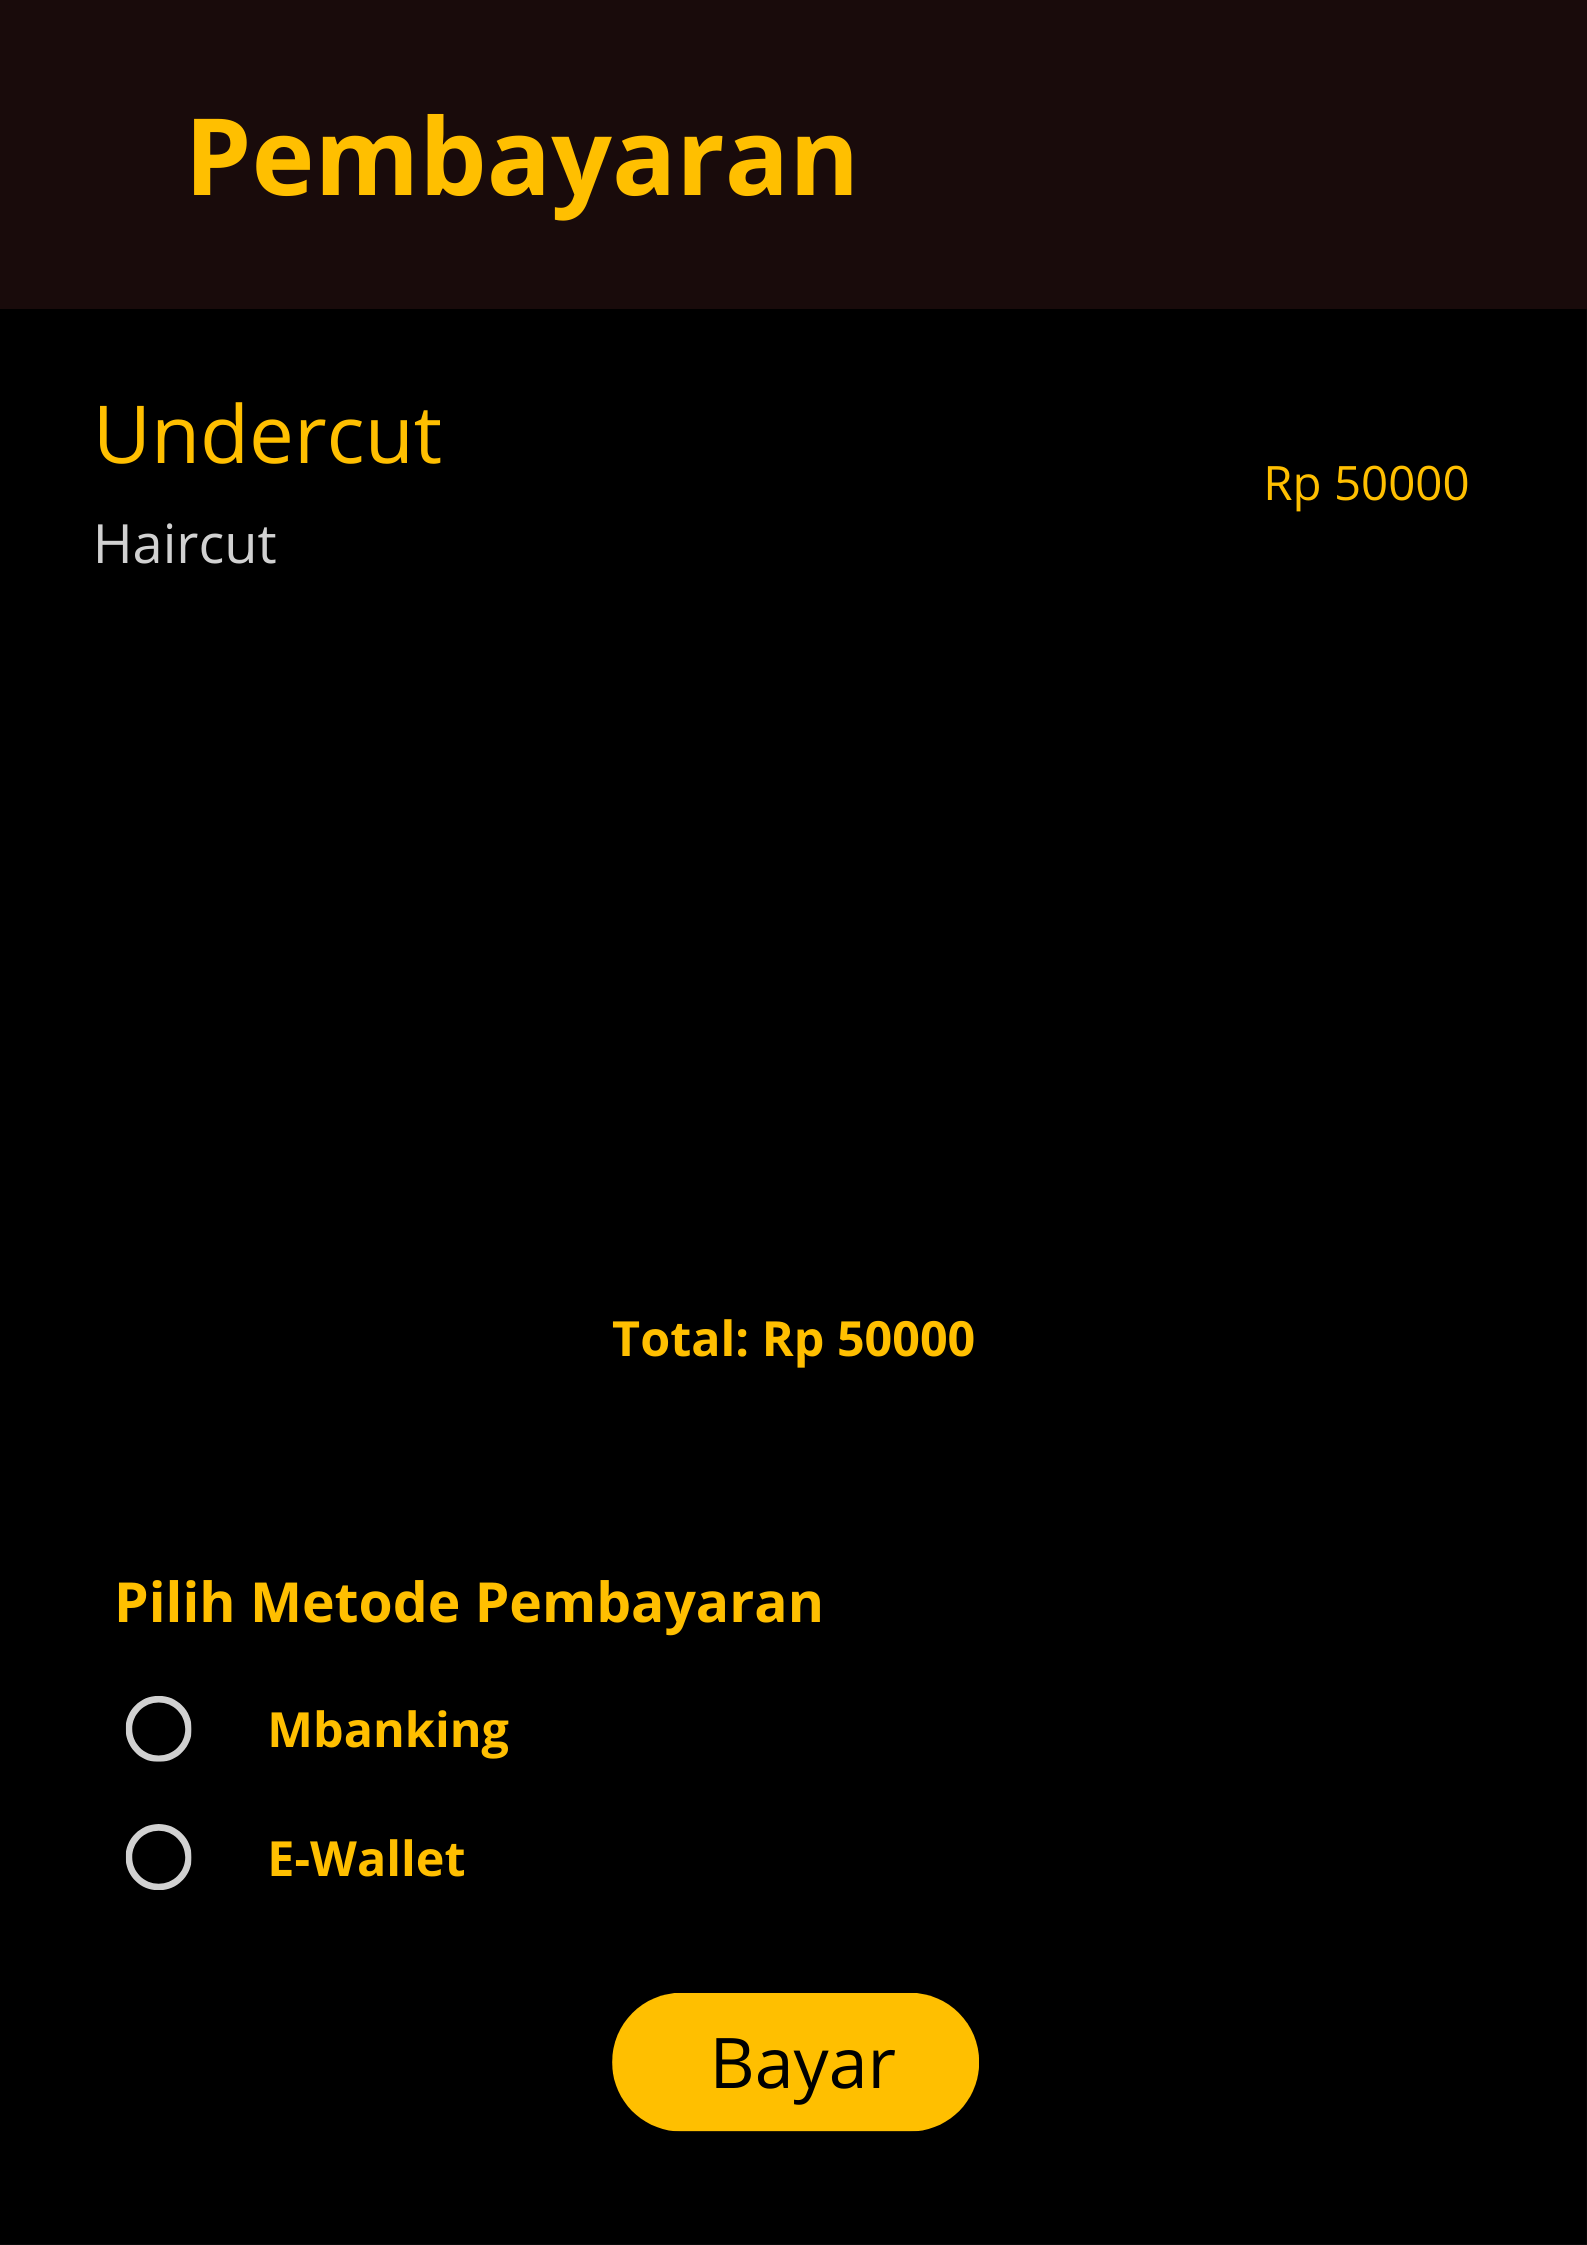 Pembayaran
Undercut
Rp 50000
Haircut
Total: Rp 50000
Pilih Metode Pembayaran
Mbanking
E-Wallet
Bayar